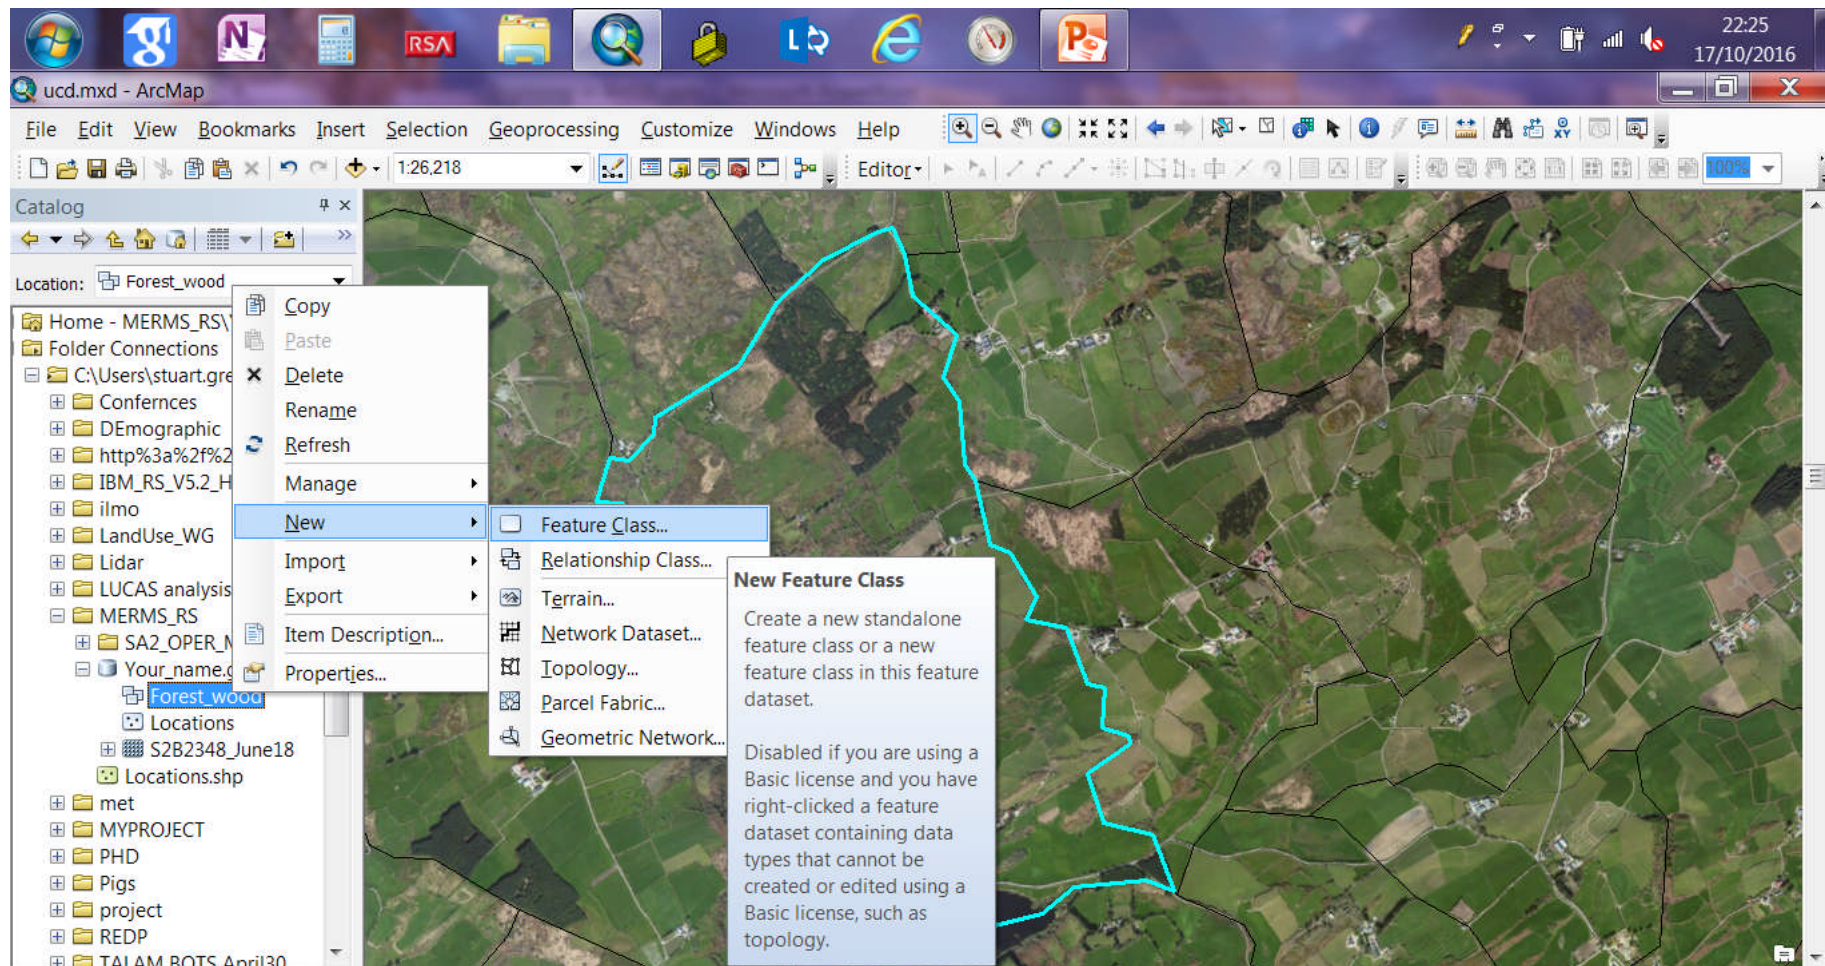 RSA
22:25
17/10/2016
ucd.mxd - ArcMap
File Edit View Bookmarks Insert Selection Geoprocessing Customize Windows Help
1:26,218
Editor
100%
Catalog
Location: Forest_wood
Home - MERMS_RS\
Folder Connections
C:\Users\stuart.gre
Confernces
DEmographic
http%3a%2f%2
IBM_RS_V5.2_H
ilmo
LandUse_WG
Lidar
LUCAS analysis
MERMS_RS
SA2_OPER_M
Your_name.g
Forest_wood
Locations
S2B2348_June18
Locations.shp
met
MYPROJECT
PHD
Pigs
project
REDP
TALAM BOTS April30
Copy
Paste
Delete
Rename
Refresh
Manage
New
Import
Export
Item Description...
Properties...
Feature Class...
Relationship Class...
Terrain...
Network Dataset...
Topology...
Parcel Fabric...
Geometric Network...
New Feature Class
Create a new standalone
feature class or a new
feature class in this feature
dataset.
Disabled if you are using a
Basic license and you have
right-clicked a feature
dataset containing data
types that cannot be
created or edited using a
Basic license, such as
topology.